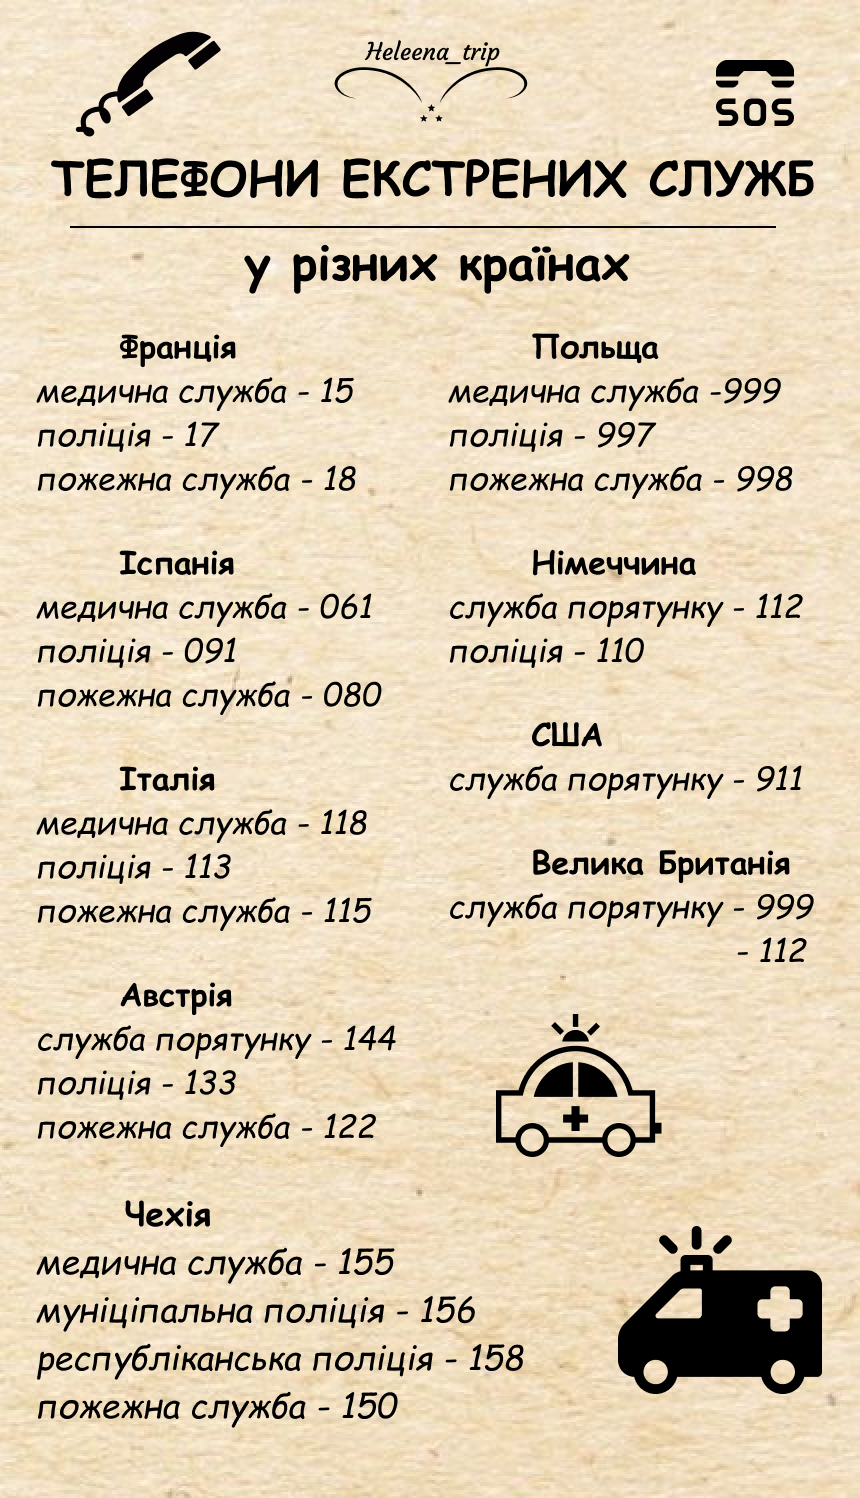 Heleena_trip
SOS
ТЕЛЕФОНИ ЕКСТРЕНИХ СЛУЖБ
у різних країнах
Франція
медична служба - 15
поліція - 17
пожежна служба - 18
Іспанія
медична служба - 061
поліція - 091
пожежна служба - 080
Італія
медична служба - 118
поліція - 113
пожежна служба - 115
Австрія
служба порятунку - 144
поліція - 133
пожежна служба - 122
Чехія
медична служба - 155
муніціпальна поліція - 156
республіканська поліція - 158
пожежна служба - 150
Польща
медична служба -999
поліція - 997
пожежна служба - 998
Німеччина
служба порятунку - 112
поліція - 110
США
служба порятунку - 911
Велика Британія
служба порятунку - 999
- 112